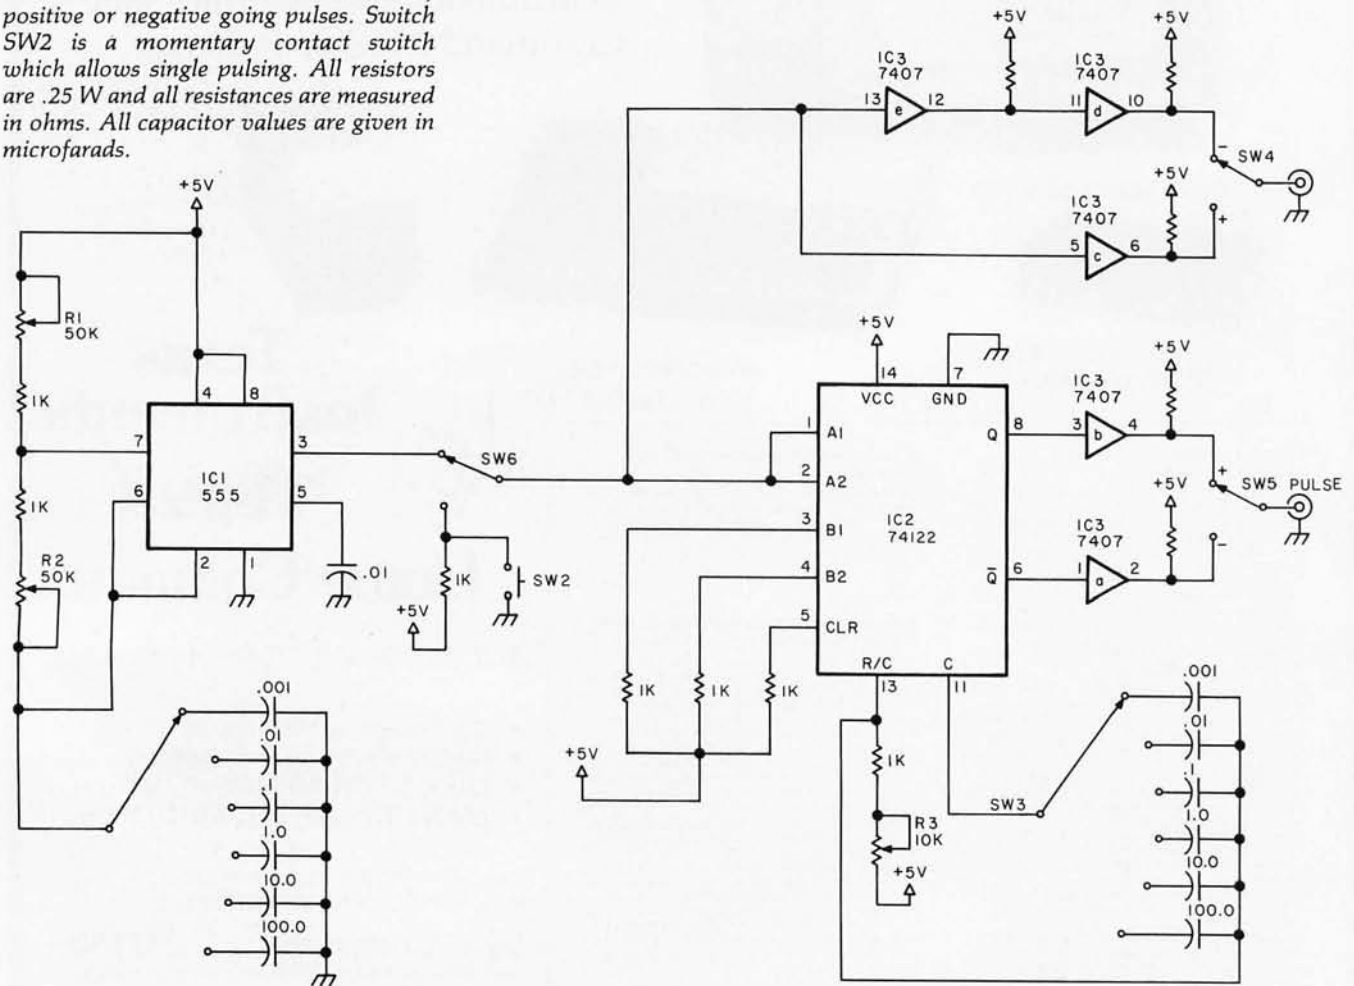 positive or negative going pulses. Switch
SW2 is a momentary contact switch
which allows single pulsing. All resistors
are .25 W and all resistances are measured
in ohms. All capacitor values are given in
microfarads.
+5V
+5V
IC3
7407
IC3
7407
13
e
12
11
d
10
-
SW4
+5V
IC3
7407
+
5
c
6
+5V
R1
50K
4
8
1K
7
3
SW6
IC1
555
6
5
1K
2
1
.01
R2
50K
1K
SW2
+5V
+5V
14
7
VCC
GND
1
A1
2
A2
3
B1
4
B2
5
CLR
IC2
74122
Q
8
Q̅
6
R/C
C
13
11
+5V
IC3
7407
3
b
4
+
SW5
PULSE
+5V
IC3
7407
-
1
a
2
1K
1K
1K
+5V
1K
R3
10K
+5V
SW3
.001
.01
.1
1.0
10.0
100.0
.001
.01
.1
1.0
10.0
100.0